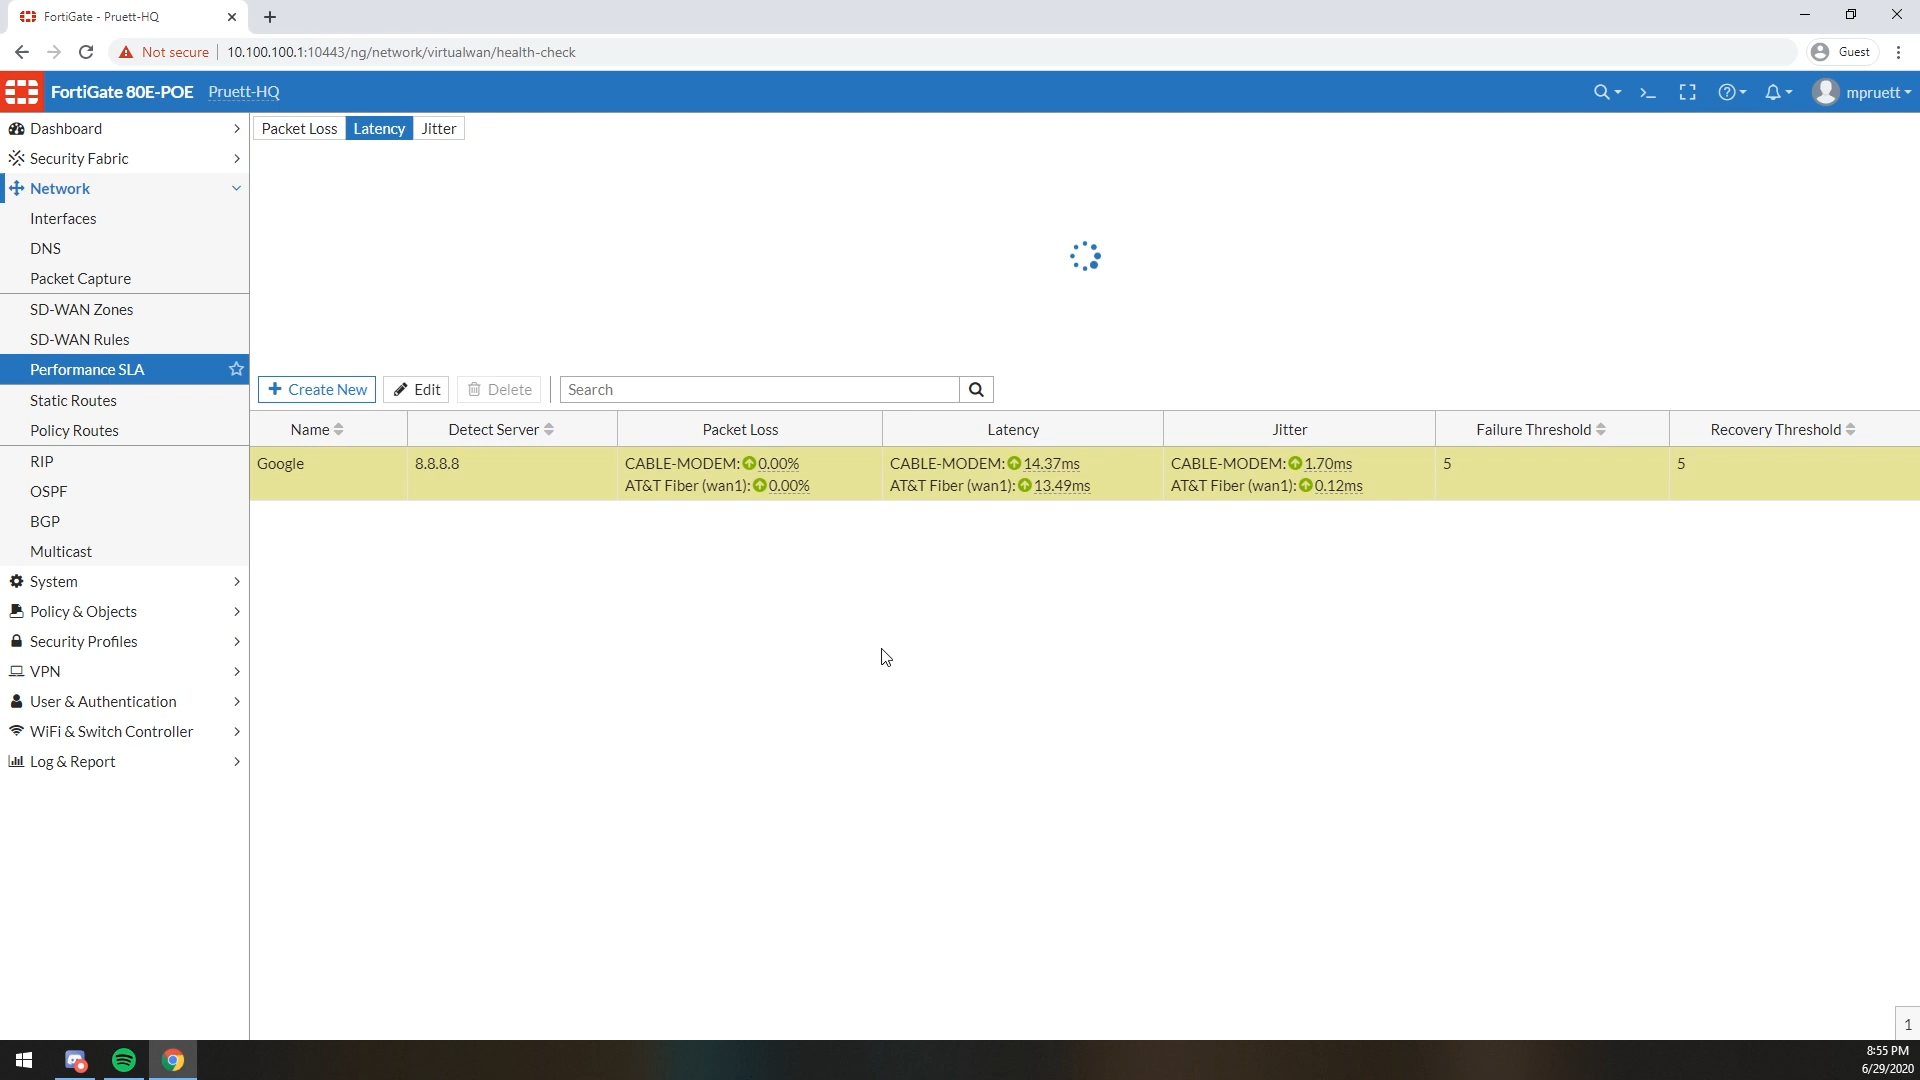 FortiGate - Pruett-HQ
Not secure 10.100.100.1:10443/ng/network/virtualwan/health-check Guest
FortiGate 80E-POE Pruett-HQ mpruett
Dashboard
Security Fabric
Network
Interfaces
DNS
Packet Capture
SD-WAN Zones
SD-WAN Rules
Performance SLA
Static Routes
Policy Routes
RIP
OSPF
BGP
Multicast
System
Policy & Objects
Security Profiles
VPN
User & Authentication
WiFi & Switch Controller
Log & Report
Packet Loss Latency Jitter
Create New Edit Delete Search
Name Detect Server Packet Loss Latency Jitter Failure Threshold Recovery Threshold
Google 8.8.8.8 CABLE-MODEM: 0.00% CABLE-MODEM: 14.37ms CABLE-MODEM: 1.70ms 5 5
AT&T Fiber (wan1): 0.00% AT&T Fiber (wan1): 13.49ms AT&T Fiber (wan1): 0.12ms
1
8:55 PM
6/29/2020